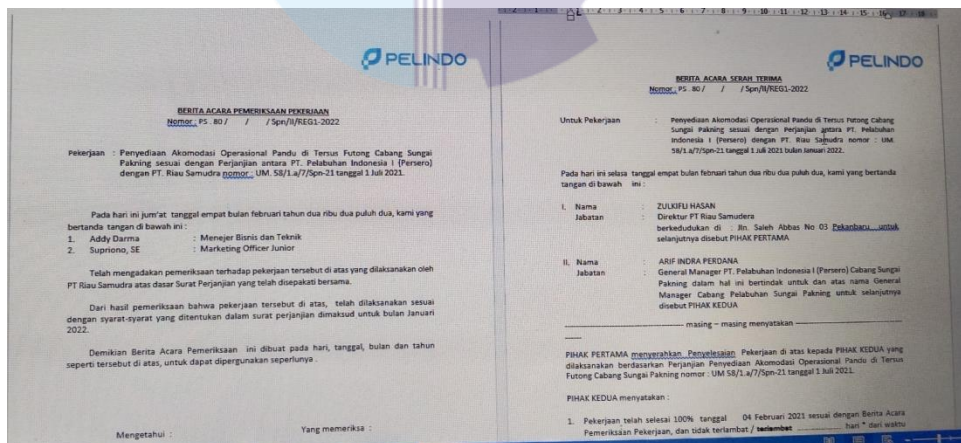 PELINDO
BERITA ACARA PEMERIKSAAN PEKERJAAN
Nomor : PS . 80 / / / Spn/II/REG1-2022
Pekerjaan : Penyediaan Akomodasi Operasional Pandu di Tersus Futong Cabang Sungai
Pakning sesuai dengan Perjanjian antara PT. Pelabuhan Indonesia I (Persero)
dengan PT. Riau Samudra nomor : UM. 58/1.a/7/Spn-21 tanggal 1 Juli 2021.
Pada hari ini jum'at tanggal empat bulan februari tahun dua ribu dua puluh dua, kami yang
bertanda tangan di bawah ini :
1. Addy Darma : Menejer Bisnis dan Teknik
2. Supriono, SE : Marketing Officer Junior
Telah mengadakan pemeriksaan terhadap pekerjaan tersebut di atas yang dilaksanakan oleh
PT Riau Samudra atas dasar Surat Perjanjian yang telah disepakati bersama.
Dari hasil pemeriksaan bahwa pekerjaan tersebut di atas, telah dilaksanakan sesuai
dengan syarat-syarat yang ditentukan dalam surat perjanjian dimaksud untuk bulan Januari
2022.
Demikian Berita Acara Pemeriksaan ini dibuat pada hari, tanggal, bulan dan tahun
seperti tersebut di atas, untuk dapat dipergunakan seperlunya .
Mengetahui : Yang memeriksa :
PELINDO
BERITA ACARA SERAH TERIMA
Nomor : PS . 80 / / / Spn/II/REG1-2022
Untuk Pekerjaan : Penyediaan Akomodasi Operasional Pandu di Tersus Futong Cabang
Sungai Pakning sesuai dengan Perjanjian antara PT. Pelabuhan
Indonesia I (Persero) dengan PT. Riau Samudra nomor : UM.
58/1.a/7/Spn-21 tanggal 1 Juli 2021 bulan Januari 2022.
Pada hari ini selasa tanggal empat bulan februari tahun dua ribu dua puluh dua, kami yang bertanda
tangan di bawah ini :
I. Nama : ZULKIFLI HASAN
Jabatan : Direktur PT Riau Samudera
berkedudukan di : Jln. Saleh Abbas No 03 Pekanbaru untuk
selanjutnya disebut PIHAK PERTAMA
II. Nama : ARIF INDRA PERDANA
Jabatan : General Manager PT. Pelabuhan Indonesia I (Persero) Cabang Sungai
Pakning dalam hal ini bertindak untuk dan atas nama General
Manager Cabang Pelabuhan Sungai Pakning untuk selanjutnya
disebut PIHAK KEDUA
masing – masing menyatakan
PIHAK PERTAMA menyerahkan Penyelesaian Pekerjaan di atas kepada PIHAK KEDUA yang
dilaksanakan berdasarkan Perjanjian Penyediaan Akomodasi Operasional Pandu di Tersus
Futong Cabang Sungai Pakning nomor : UM 58/1.a/7/Spn-21 tanggal 1 Juli 2021.
PIHAK KEDUA menyatakan :
1. Pekerjaan telah selesai 100% tanggal 04 Februari 2021 sesuai dengan Berita Acara
Pemeriksaan Pekerjaan, dan tidak terlambat / terlambat hari * dari waktu